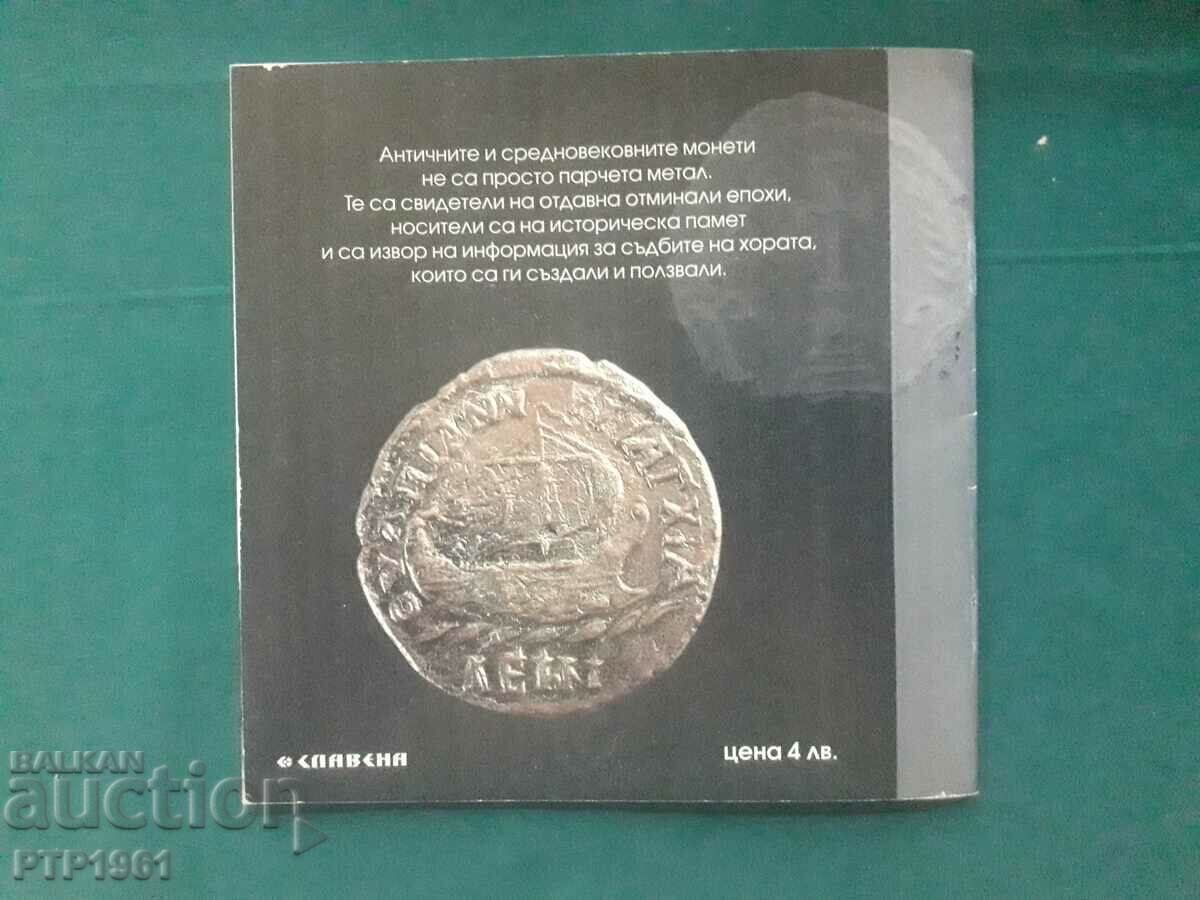 Античните и средновековните монети
не са просто парчета метал.
Те са свидетели на отдавна отминали епохи,
носители са на историческа памет
и са извор на информация за съдбите на хората,
които са ги създали и ползвали.
СЛАВЕНА
цена 4 лв.
BALKAN
auction
PTP1961